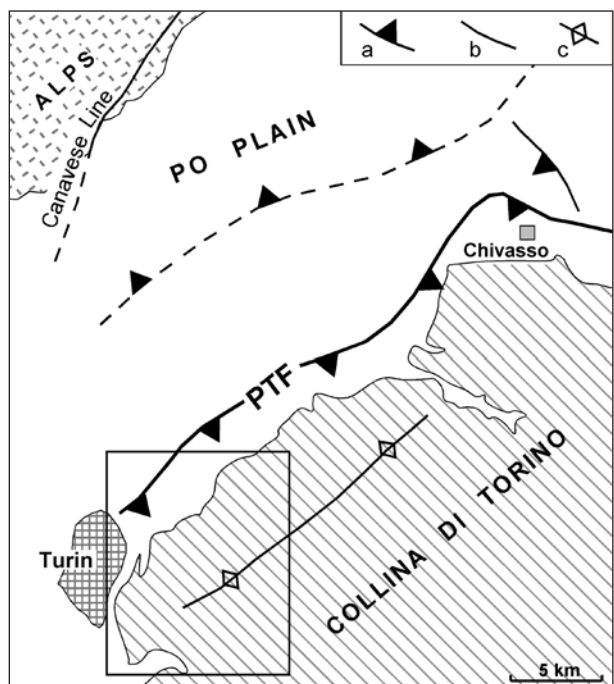 a b c
ALPS
Canavese Line
PO PLAIN
Chivasso
PTF
Turin
COLLINA DI TORINO
5 km